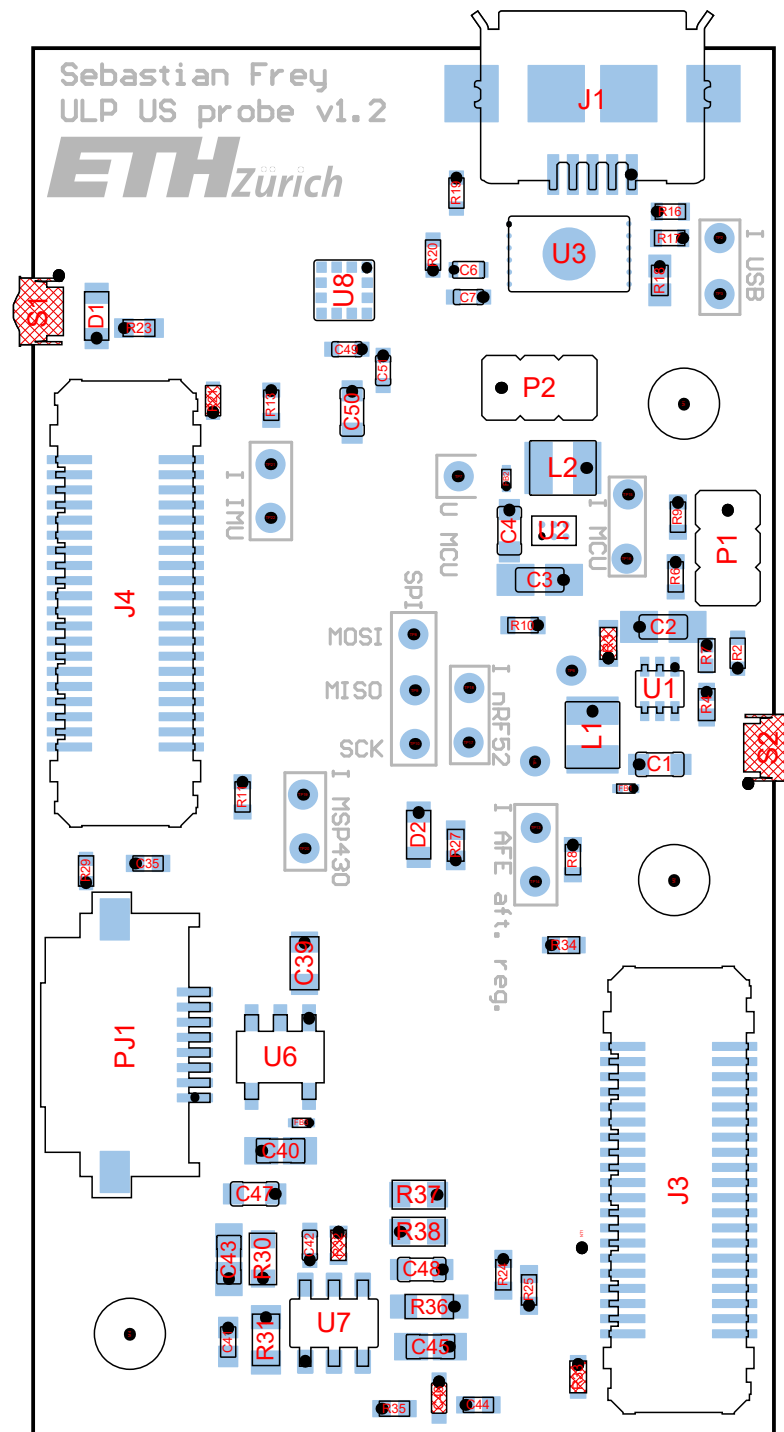 Sebastian Frey
ULP US probe v1.2
ETH Zürich
J1
R19
R16
R17
I USB
U3
R20
C6
R18
C7
U8
S1
D1
R23
C49
C51
P2
R13
C50
L2
I IMU
U MCU
C4
U2
I MCU
R9
P1
C3
R6
J4
SPI
MOSI
R10
C2
R7
R2
MISO
I nRF52
U1
R4
SCK
L1
S2
C1
R11
I MSP430
D2
R27
I AFE aft. reg.
R8
R29
C35
C39
R34
PJ1
U6
C40
C47
R37
J3
R38
C43
R30
C42
C48
R24
R25
R36
U7
R31
C45
R35
C44